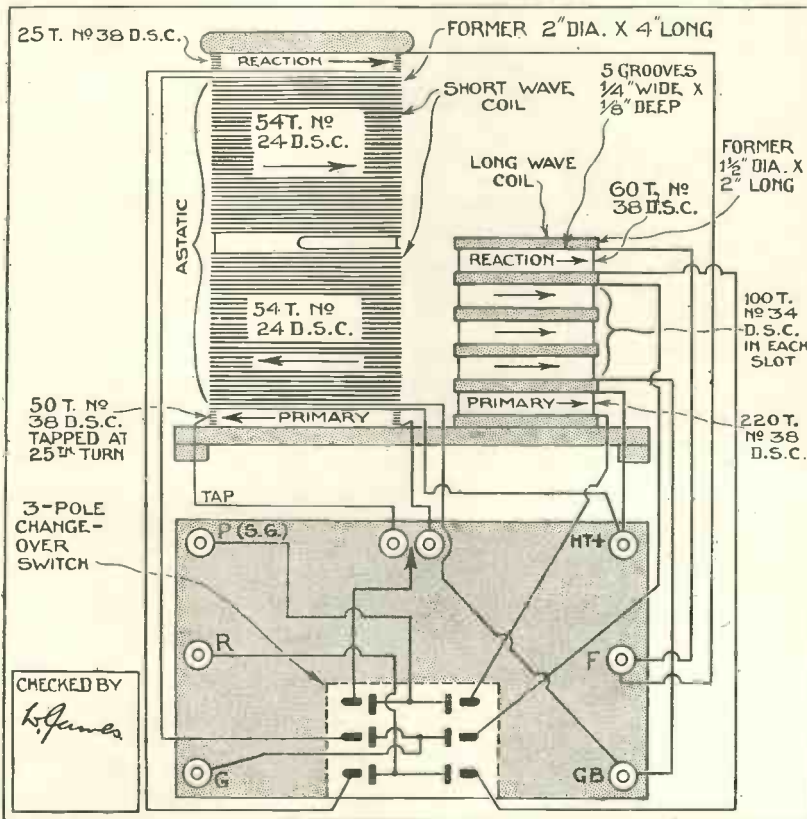 25 T. Nº 38 D.S.C.
REACTION
FORMER 2" DIA. X 4" LONG
5 GROOVES
1/4" WIDE X
1/8" DEEP
SHORT WAVE
COIL
54 T. Nº
24 D.S.C.
FORMER
1 1/2" DIA. X
2" LONG
LONG WAVE
COIL
60 T. Nº
38 D.S.C.
ASTATIC
REACTION
54 T. Nº
24 D.S.C.
100 T.
Nº 34
D.S.C.
IN EACH
SLOT
50 T. Nº
38 D.S.C.
TAPPED AT
25TH TURN
PRIMARY
PRIMARY
220 T.
Nº 38
D.S.C.
TAP
3-POLE
CHANGE-
OVER
SWITCH
P (S.G.)
HT+
R
F
CHECKED BY
W. James
G
GB